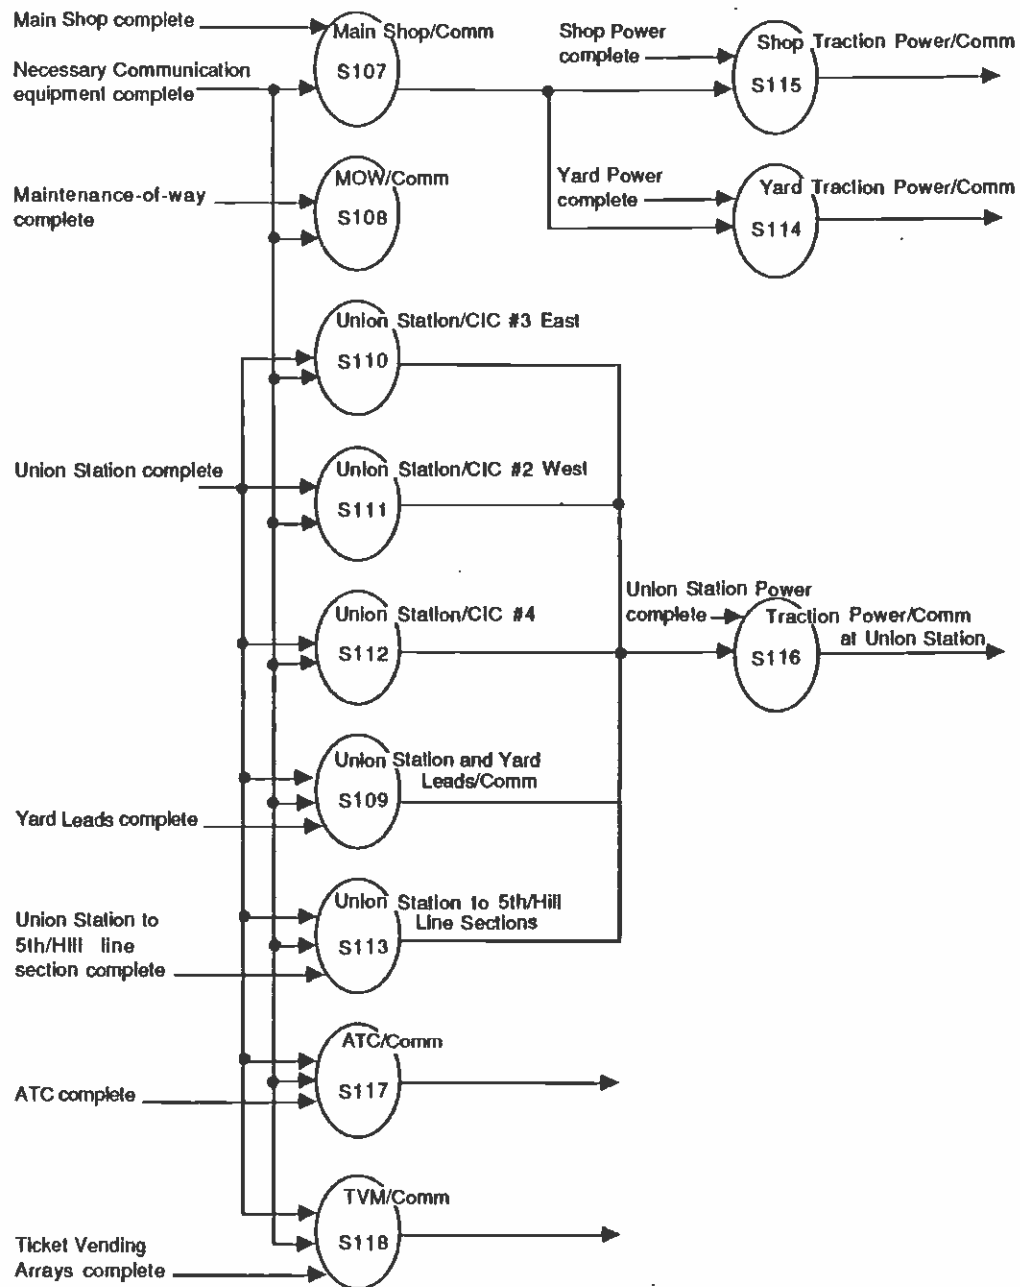 Main Shop complete
Main Shop/Comm
S107
Necessary Communication
equipment complete
Shop Power
complete
Shop Traction Power/Comm
S115
MOW/Comm
S108
Maintenance-of-way
complete
Yard Power
complete
Yard Traction Power/Comm
S114
Union Station/CIC #3 East
S110
Union Station complete
Union Station/CIC #2 West
S111
Union Station/CIC #4
S112
Union Station Power
complete
Traction Power/Comm
at Union Station
S116
Union Station and Yard
Leads/Comm
S109
Yard Leads complete
Union Station to 5th/Hill
Line Sections
S113
Union Station to
5th/Hill line
section complete
ATC/Comm
S117
ATC complete
TVM/Comm
S118
Ticket Vending
Arrays complete